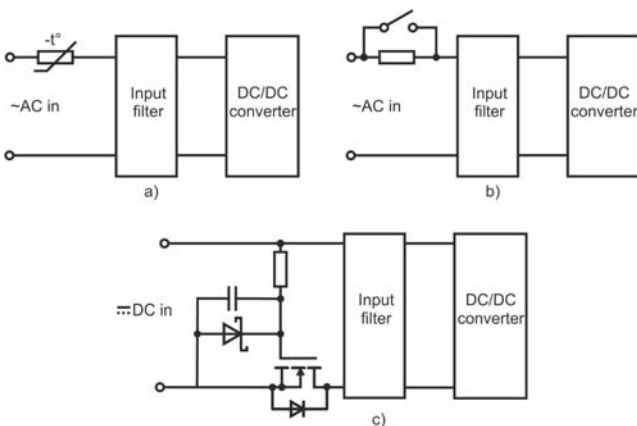 -t°
~AC in
Input
filter
DC/DC
converter
a)
~AC in
Input
filter
DC/DC
converter
b)
DC in
Input
filter
DC/DC
converter
c)